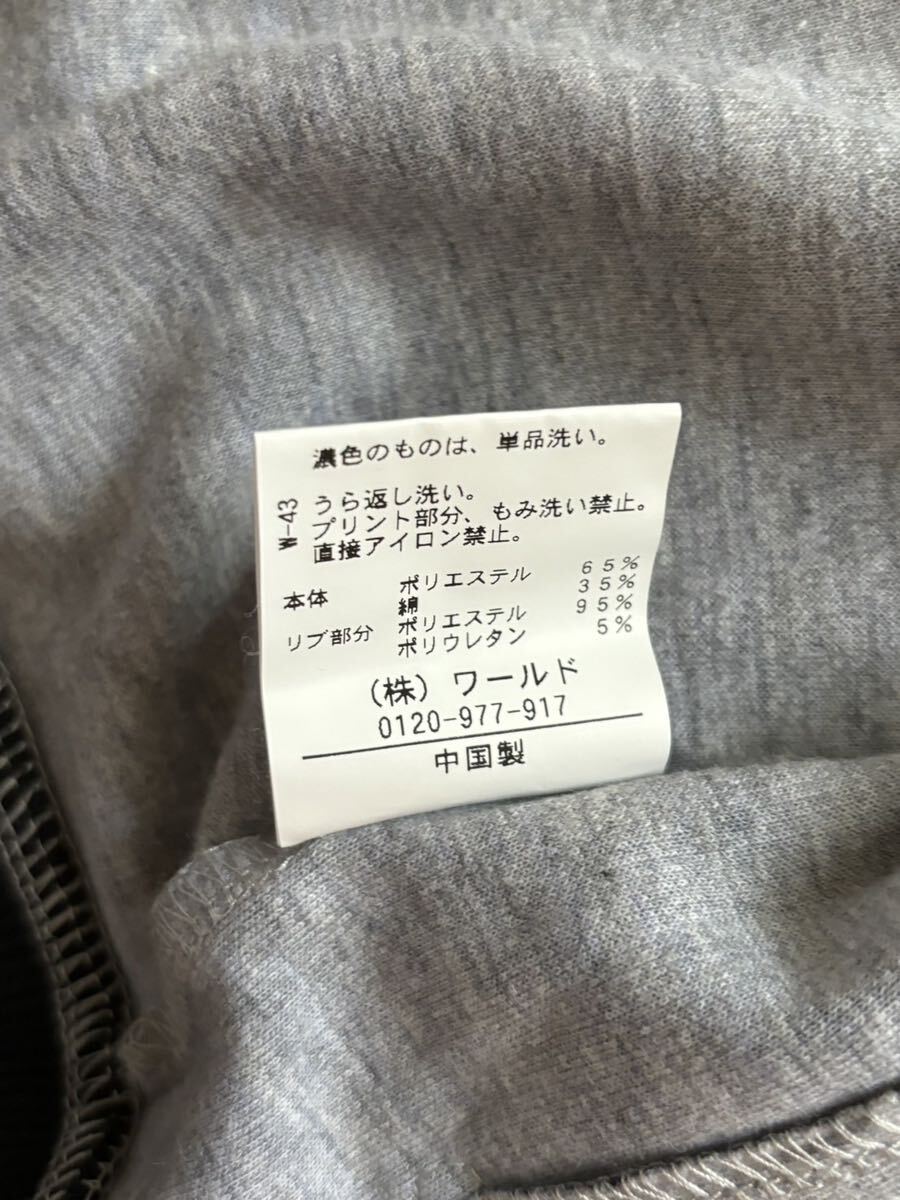 濃色のものは、単品洗い。
W-43
うら返し洗い。
プリント部分、もみ洗い禁止。
直接アイロン禁止。
本体 ポリエステル 65%
綿 35%
リブ部分 ポリエステル 95%
ポリウレタン 5%
(株) ワールド
0120-977-917
中国製